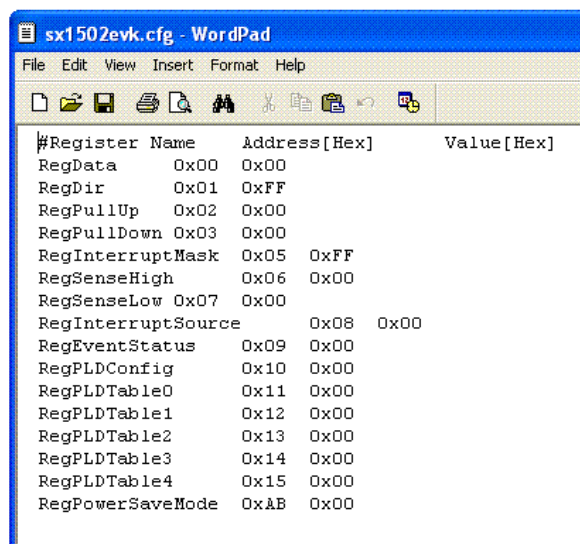 sx1502evk.cfg - WordPad
File Edit View Insert Format Help
#Register Name Address[Hex] Value[Hex]
RegData 0x00 0x00
RegDir 0x01 0xFF
RegPullUp 0x02 0x00
RegPullDown 0x03 0x00
RegInterruptMask 0x05 0xFF
RegSenseHigh 0x06 0x00
RegSenseLow 0x07 0x00
RegInterruptSource 0x08 0x00
RegEventStatus 0x09 0x00
RegPLDConfig 0x10 0x00
RegPLDTable0 0x11 0x00
RegPLDTable1 0x12 0x00
RegPLDTable2 0x13 0x00
RegPLDTable3 0x14 0x00
RegPLDTable4 0x15 0x00
RegPowerSaveMode 0xAB 0x00